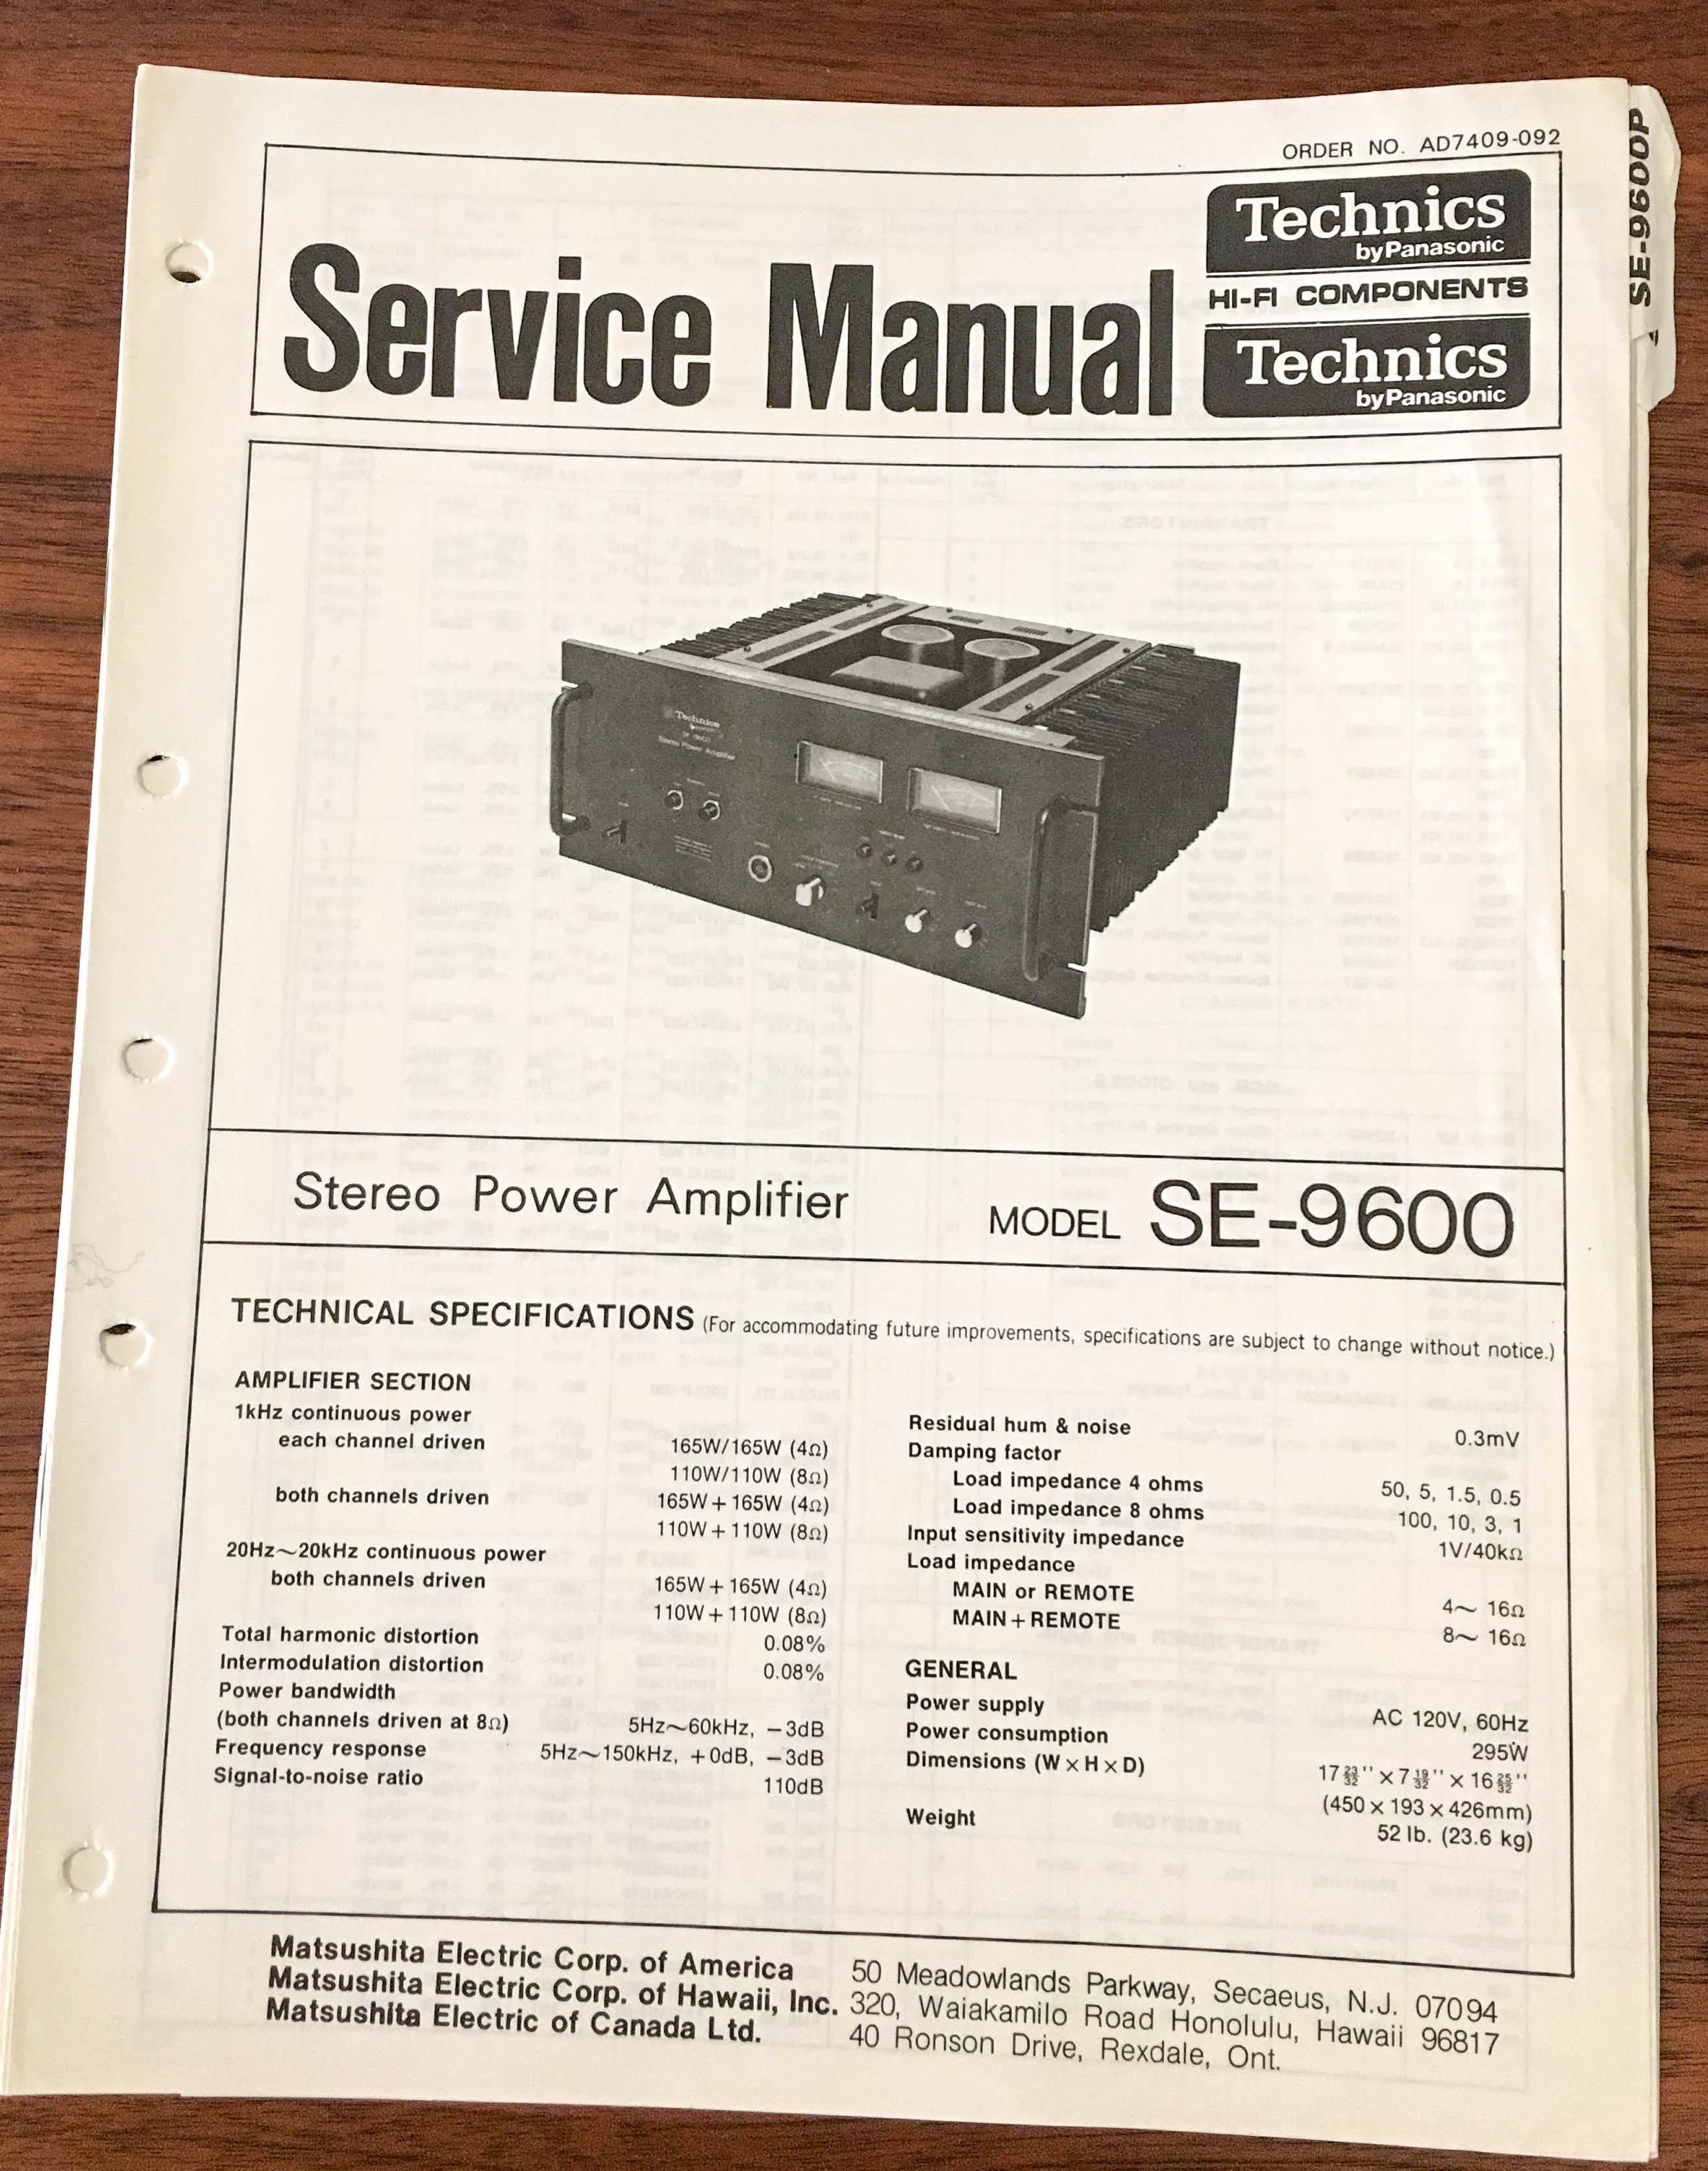 ORDER NO. AD7409-092
SE-9600P
Service Manual
Technics
by Panasonic
HI-FI COMPONENTS
Technics
by Panasonic
Technics
Stereo Power Amplifier
Stereo Power Amplifier
MODEL SE-9600
TECHNICAL SPECIFICATIONS (For accommodating future improvements, specifications are subject to change without notice.)
AMPLIFIER SECTION
1kHz continuous power
each channel driven 165W/165W (4Ω)
110W/110W (8Ω)
both channels driven 165W+165W (4Ω)
110W+110W (8Ω)
20Hz~20kHz continuous power
both channels driven 165W+165W (4Ω)
110W+110W (8Ω)
Total harmonic distortion 0.08%
Intermodulation distortion 0.08%
Power bandwidth
(both channels driven at 8Ω) 5Hz~60kHz, -3dB
Frequency response 5Hz~150kHz, +0dB, -3dB
Signal-to-noise ratio 110dB
Residual hum & noise 0.3mV
Damping factor
Load impedance 4 ohms 50, 5, 1.5, 0.5
Load impedance 8 ohms 100, 10, 3, 1
Input sensitivity impedance 1V/40kΩ
Load impedance
MAIN or REMOTE 4~ 16Ω
MAIN+REMOTE 8~ 16Ω
GENERAL
Power supply AC 120V, 60Hz
Power consumption 295W
Dimensions (W×H×D) 17 23/32'' × 7 19/32'' × 16 25/32''
(450×193×426mm)
Weight 52 lb. (23.6 kg)
Matsushita Electric Corp. of America 50 Meadowlands Parkway, Secaeus, N.J. 07094
Matsushita Electric Corp. of Hawaii, Inc. 320, Waiakamilo Road Honolulu, Hawaii 96817
Matsushita Electric of Canada Ltd. 40 Ronson Drive, Rexdale, Ont.